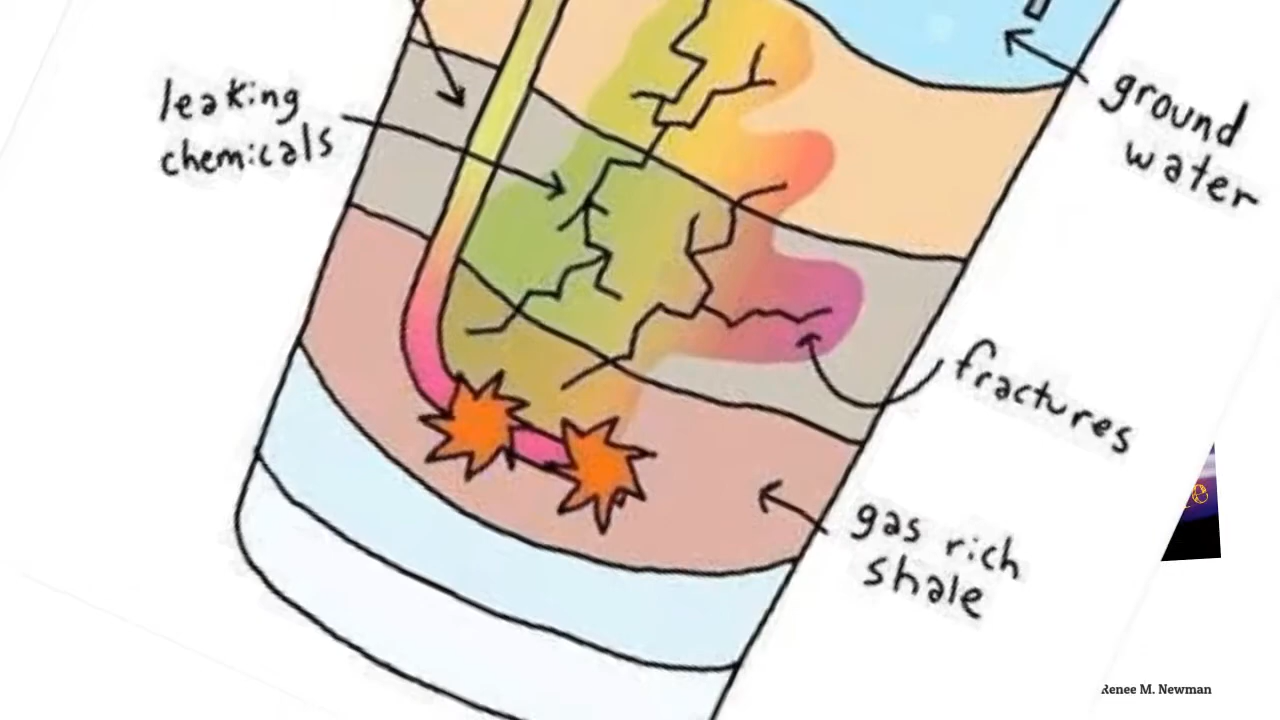 leaking
chemicals
ground
water
fractures
gas rich
shale
Renee M. Newman